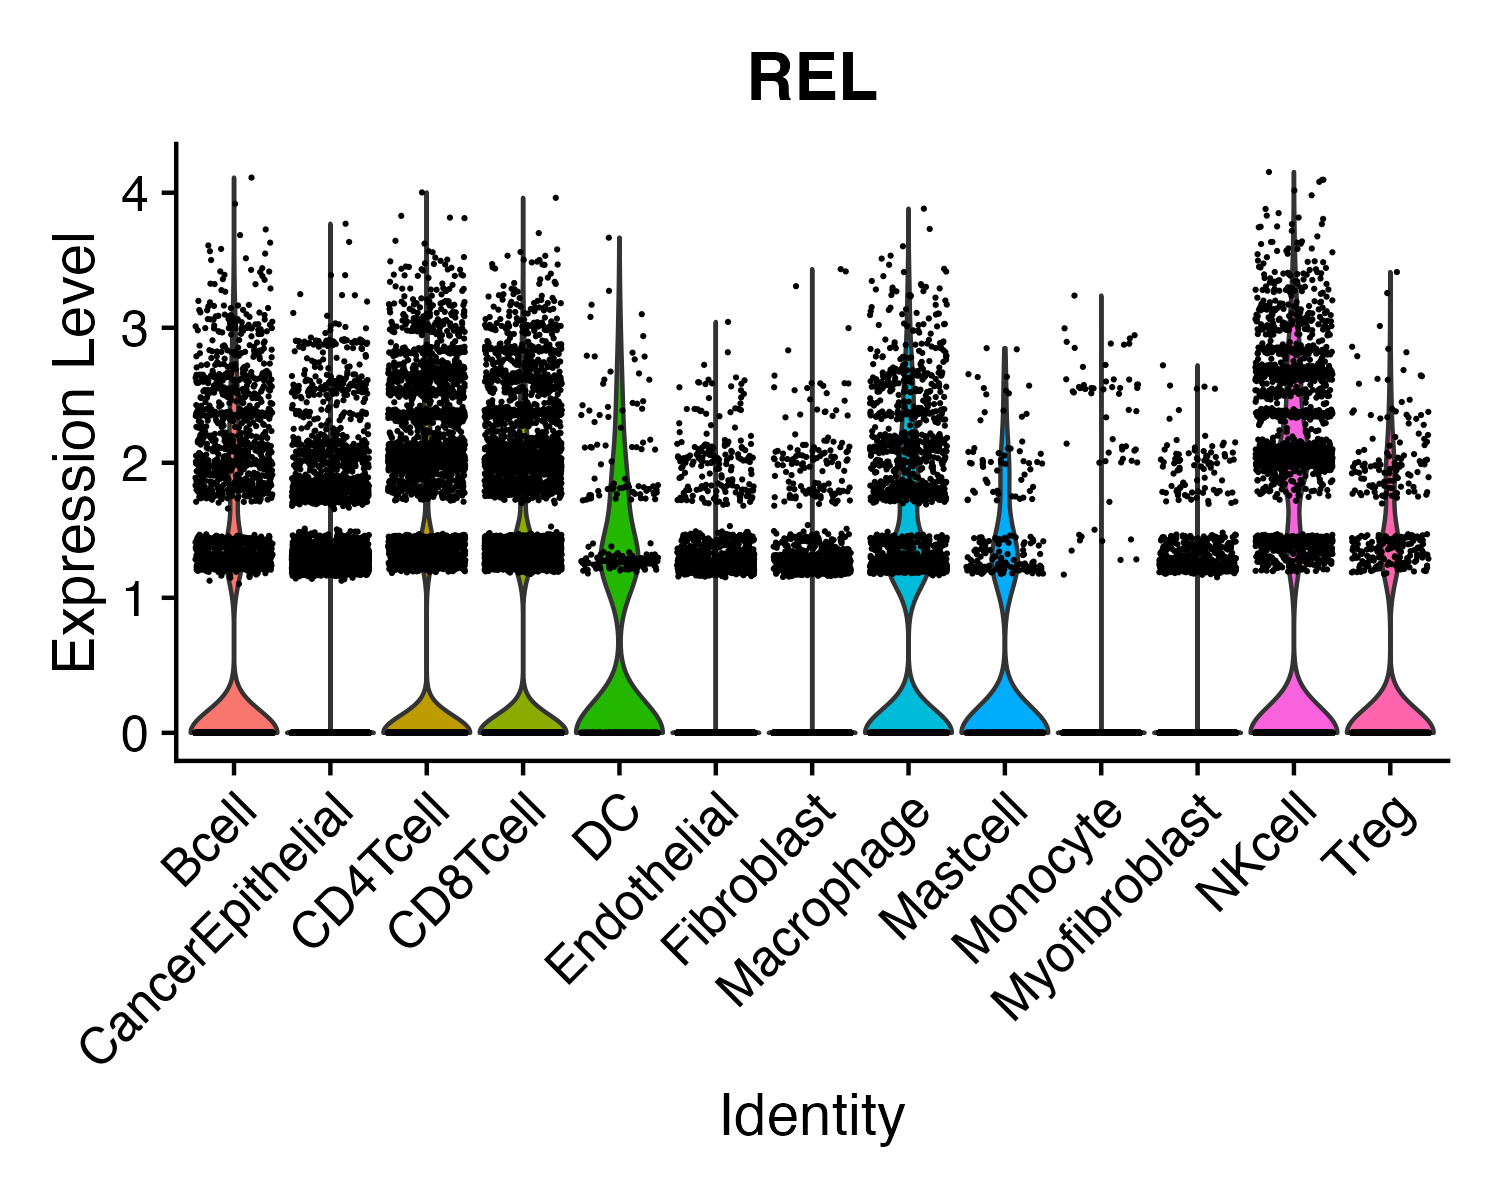 REL
Expression Level
4
3
2
1
0
Bcell
CancerEpithelial
CD4Tcell
CD8Tcell
DC
Endothelial
Fibroblast
Macrophage
Mastcell
Monocyte
Myofibroblast
NKcell
Treg
Identity